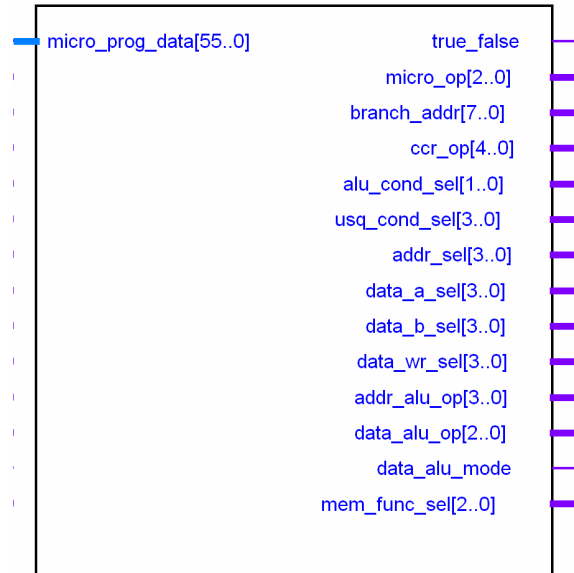 micro_prog_data[55..0] true_false
micro_op[2..0]
branch_addr[7..0]
ccr_op[4..0]
alu_cond_sel[1..0]
usq_cond_sel[3..0]
addr_sel[3..0]
data_a_sel[3..0]
data_b_sel[3..0]
data_wr_sel[3..0]
addr_alu_op[3..0]
data_alu_op[2..0]
data_alu_mode
mem_func_sel[2..0]